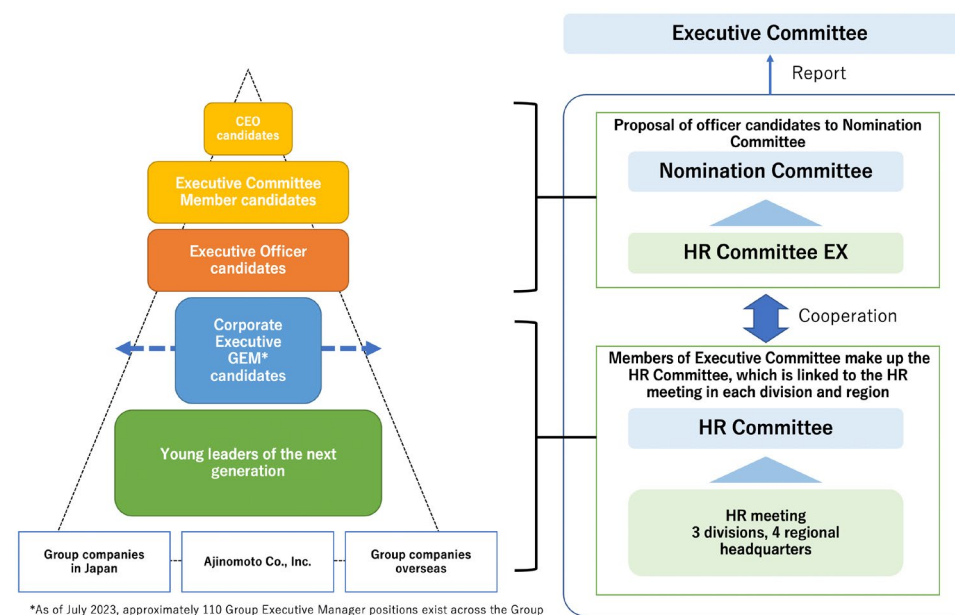 CEO
candidates
Executive Committee
Member candidates
Executive Officer
candidates
Corporate
Executive
GEM*
candidates
Young leaders of the next
generation
Group companies
in Japan
Ajinomoto Co., Inc.
Group companies
overseas
*As of July 2023, approximately 110 Group Executive Manager positions exist across the Group
Executive Committee
Report
Proposal of officer candidates to Nomination
Committee
Nomination Committee
HR Committee EX
Cooperation
Members of Executive Committee make up the
HR Committee, which is linked to the HR
meeting in each division and region
HR Committee
HR meeting
3 divisions, 4 regional
headquarters